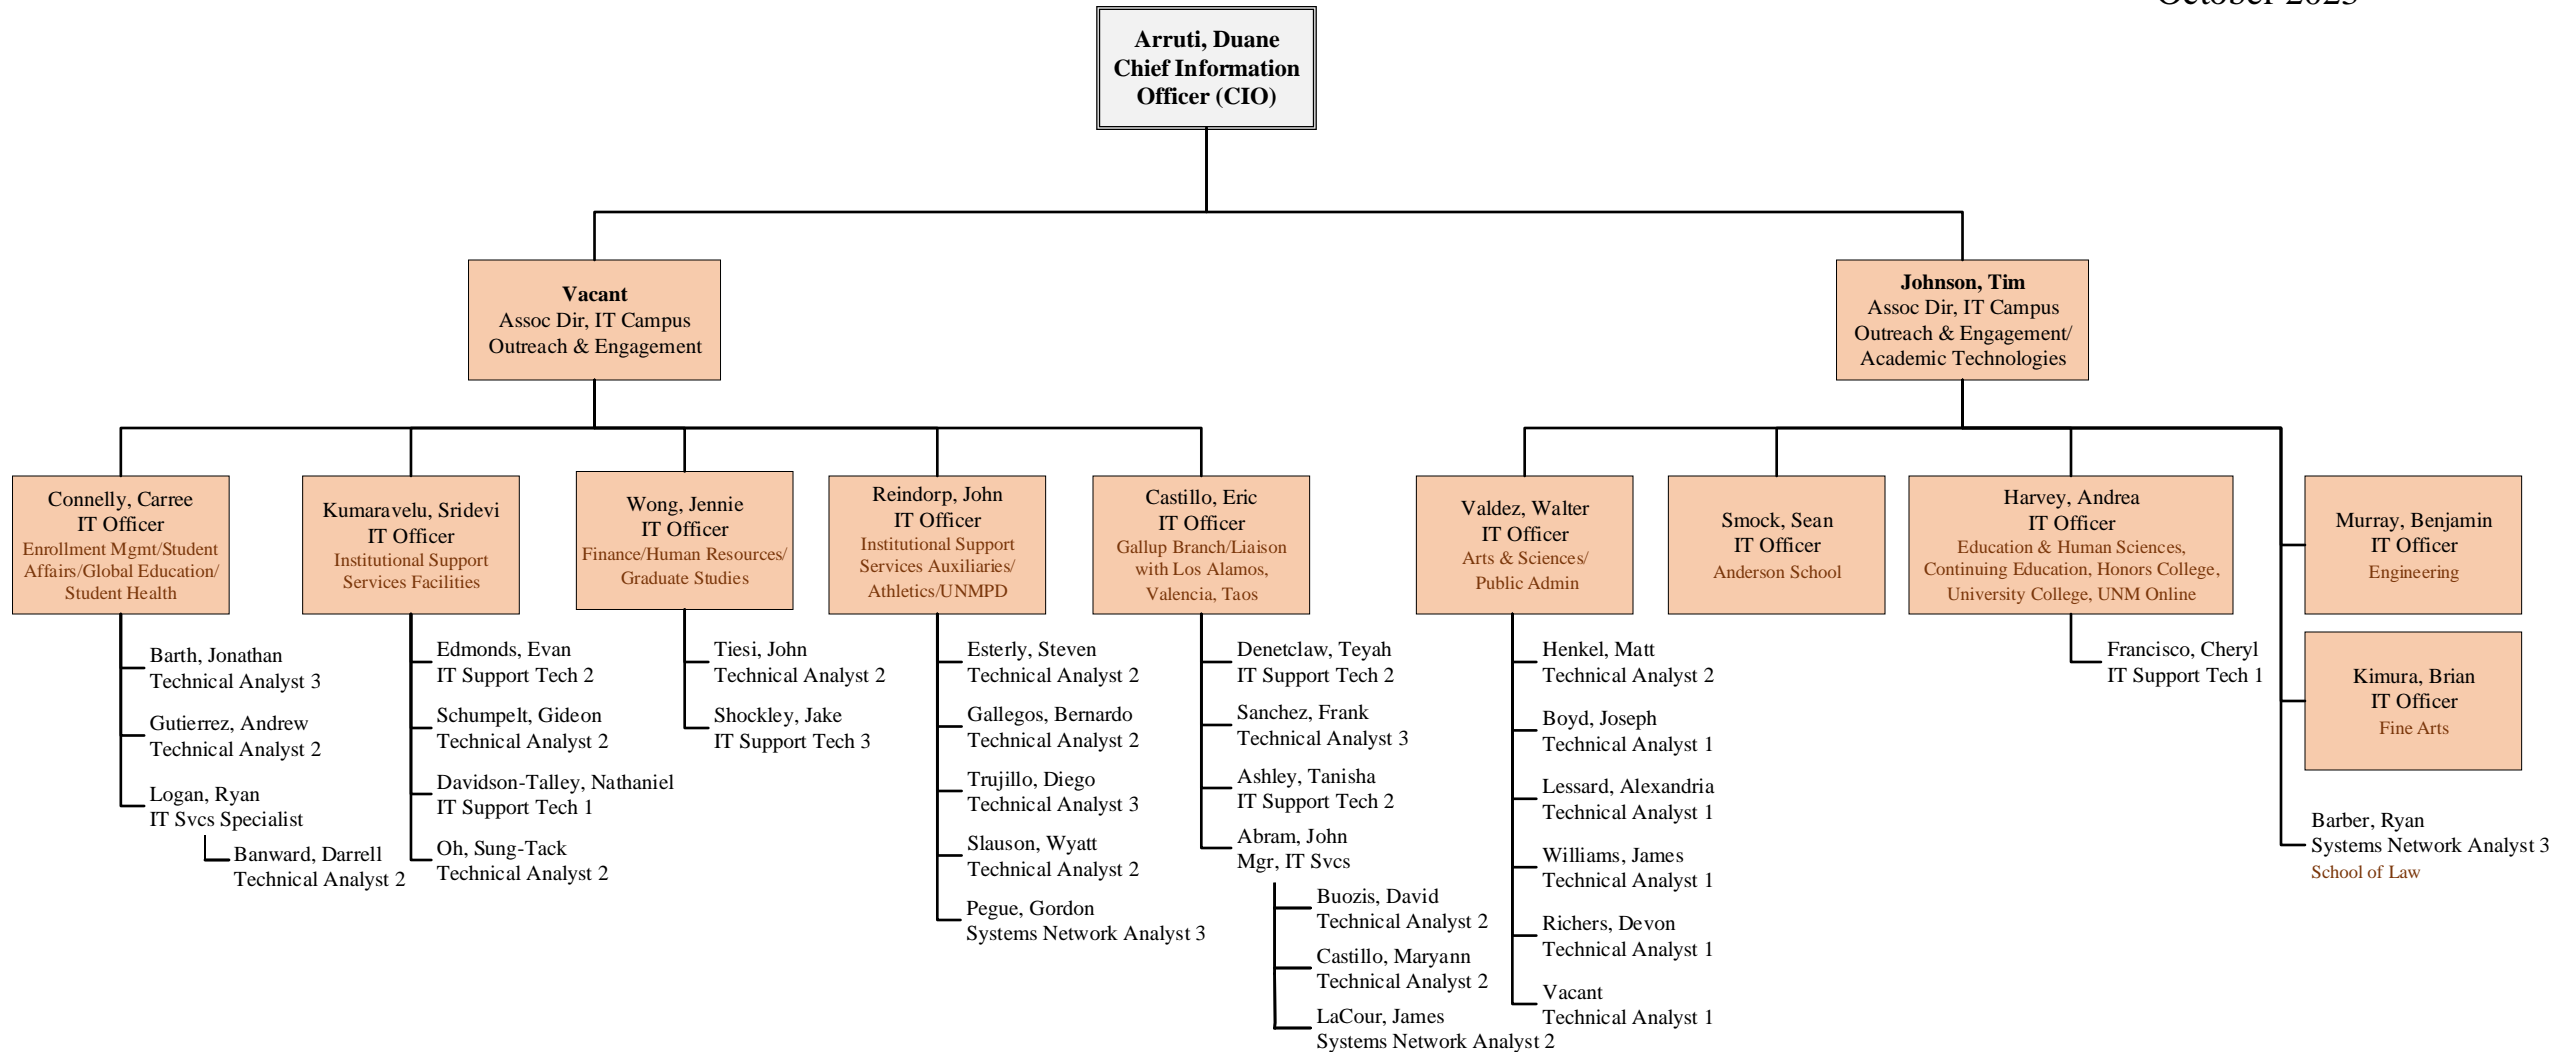 October 2023
Arruti, Duane
Chief Information
Officer (CIO)
Vacant
Assoc Dir, IT Campus
Outreach & Engagement
Johnson, Tim
Assoc Dir, IT Campus
Outreach & Engagement/
Academic Technologies
Connelly, Carree
IT Officer
Enrollment Mgmt/Student
Affairs/Global Education/
Student Health
Barth, Jonathan
Technical Analyst 3
Gutierrez, Andrew
Technical Analyst 2
Logan, Ryan
IT Svcs Specialist
Banward, Darrell
Technical Analyst 2
Kumaravelu, Sridevi
IT Officer
Institutional Support
Services Facilities
Edmonds, Evan
IT Support Tech 2
Schumpelt, Gideon
Technical Analyst 2
Davidson-Talley, Nathaniel
IT Support Tech 1
Oh, Sung-Tack
Technical Analyst 2
Wong, Jennie
IT Officer
Finance/Human Resources/
Graduate Studies
Tiesi, John
Technical Analyst 2
Shockley, Jake
IT Support Tech 3
Reindorp, John
IT Officer
Institutional Support
Services Auxiliaries/
Athletics/UNMPD
Esterly, Steven
Technical Analyst 2
Gallegos, Bernardo
Technical Analyst 2
Trujillo, Diego
Technical Analyst 3
Slauson, Wyatt
Technical Analyst 2
Pegue, Gordon
Systems Network Analyst 3
Castillo, Eric
IT Officer
Gallup Branch/Liaison
with Los Alamos,
Valencia, Taos
Denetclaw, Teyah
IT Support Tech 2
Sanchez, Frank
Technical Analyst 3
Ashley, Tanisha
IT Support Tech 2
Abram, John
Mgr, IT Svcs
Buozis, David
Technical Analyst 2
Castillo, Maryann
Technical Analyst 2
LaCour, James
Systems Network Analyst 2
Valdez, Walter
IT Officer
Arts & Sciences/
Public Admin
Henkel, Matt
Technical Analyst 2
Boyd, Joseph
Technical Analyst 1
Lessard, Alexandria
Technical Analyst 1
Williams, James
Technical Analyst 1
Richers, Devon
Technical Analyst 1
Vacant
Technical Analyst 1
Smock, Sean
IT Officer
Anderson School
Harvey, Andrea
IT Officer
Education & Human Sciences,
Continuing Education, Honors College,
University College, UNM Online
Francisco, Cheryl
IT Support Tech 1
Murray, Benjamin
IT Officer
Engineering
Kimura, Brian
IT Officer
Fine Arts
Barber, Ryan
Systems Network Analyst 3
School of Law